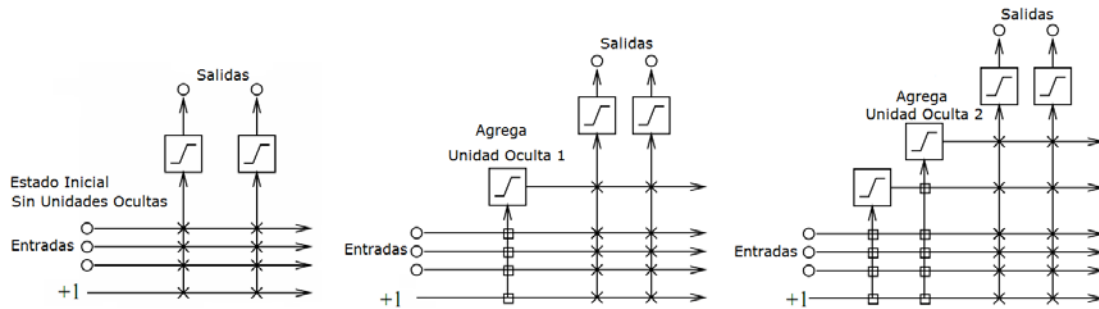 Salidas
Estado Inicial
Sin Unidades Ocultas
Entradas
+1
Salidas
Agrega
Unidad Oculta 1
Entradas
+1
Salidas
Agrega
Unidad Oculta 2
Entradas
+1